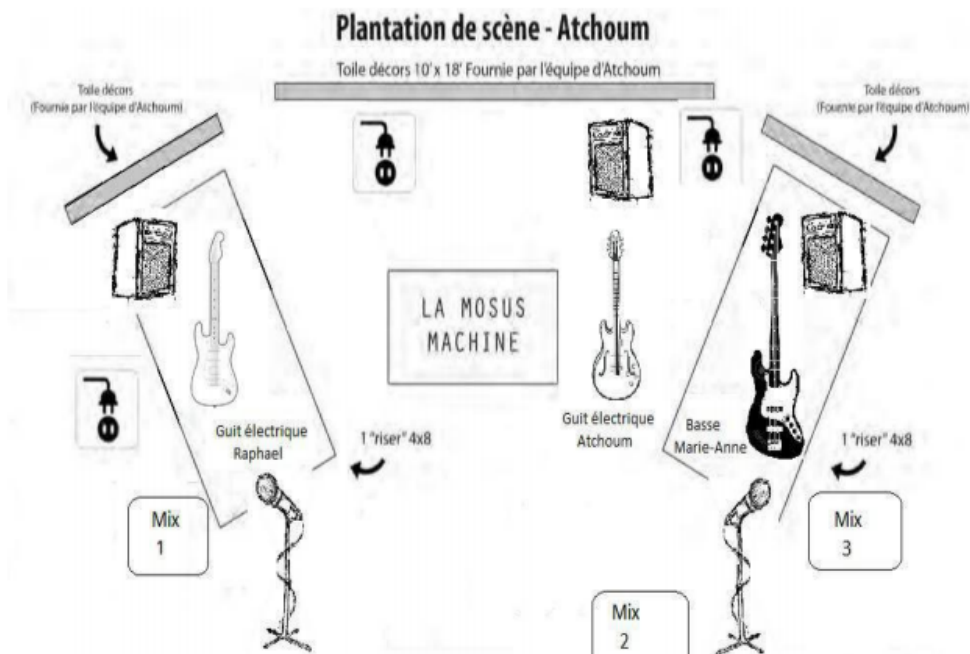 Plantation de scène - Atchoum
Toile décors 10' x 18' Fournie par l'équipe d'Atchoum
Toile décors
(Fournie par l'équipe d'Atchoum)
Toile décors
(Fournie par l'équipe d'Atchoum)
LA MOSUS
MACHINE
Guit électrique
Raphael
1 "riser" 4x8
Guit électrique
Atchoum
Basse
Marie-Anne
1 "riser" 4x8
Mix
1
Mix
3
Mix
2